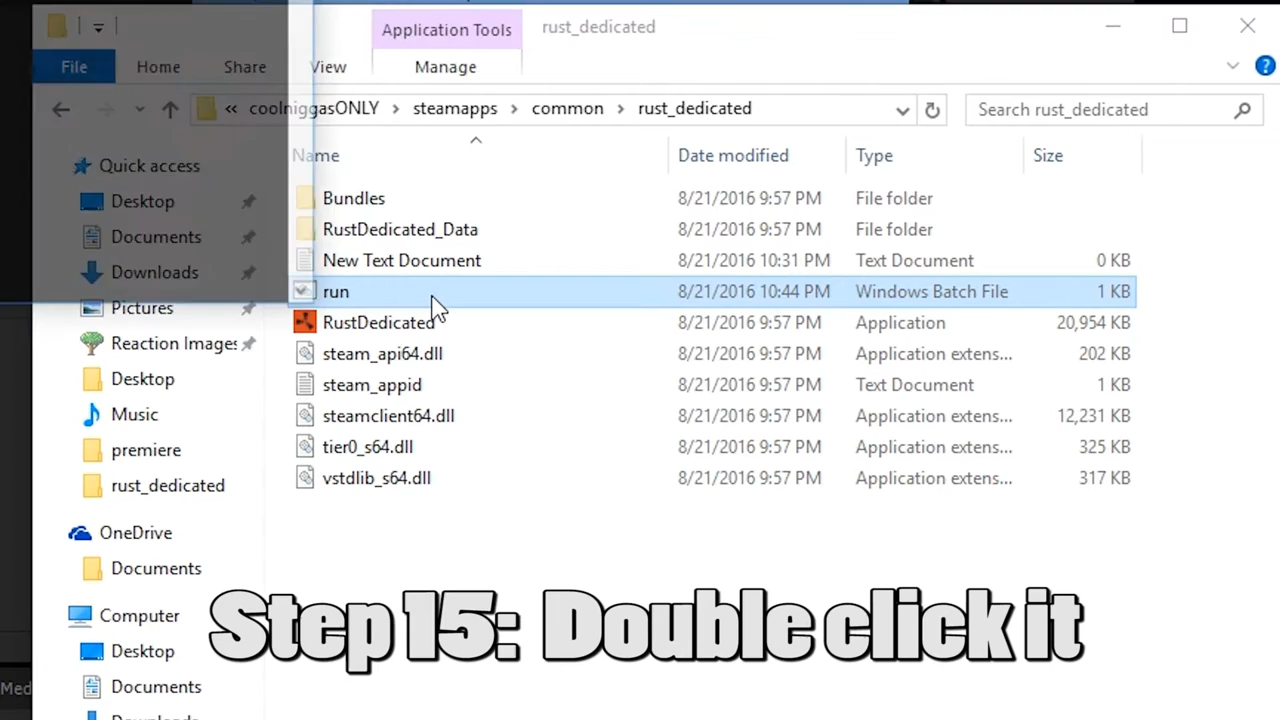 Application Tools rust_dedicated
File Home Share View Manage
« coolniggasONLY > steamapps > common > rust_dedicated Search rust_dedicated
Name Date modified Type Size
Quick access
Desktop
Documents
Downloads
Pictures
Reaction Images
Desktop
Music
premiere
rust_dedicated
OneDrive
Documents
Computer
Desktop
Documents
Bundles 8/21/2016 9:57 PM File folder
RustDedicated_Data 8/21/2016 9:57 PM File folder
New Text Document 8/21/2016 10:31 PM Text Document 0 KB
run 8/21/2016 10:44 PM Windows Batch File 1 KB
RustDedicated 8/21/2016 9:57 PM Application 20,954 KB
steam_api64.dll 8/21/2016 9:57 PM Application extens... 202 KB
steam_appid 8/21/2016 9:57 PM Text Document 1 KB
steamclient64.dll 8/21/2016 9:57 PM Application extens... 12,231 KB
tier0_s64.dll 8/21/2016 9:57 PM Application extens... 325 KB
vstdlib_s64.dll 8/21/2016 9:57 PM Application extens... 317 KB
Step 15: Double click it
Med